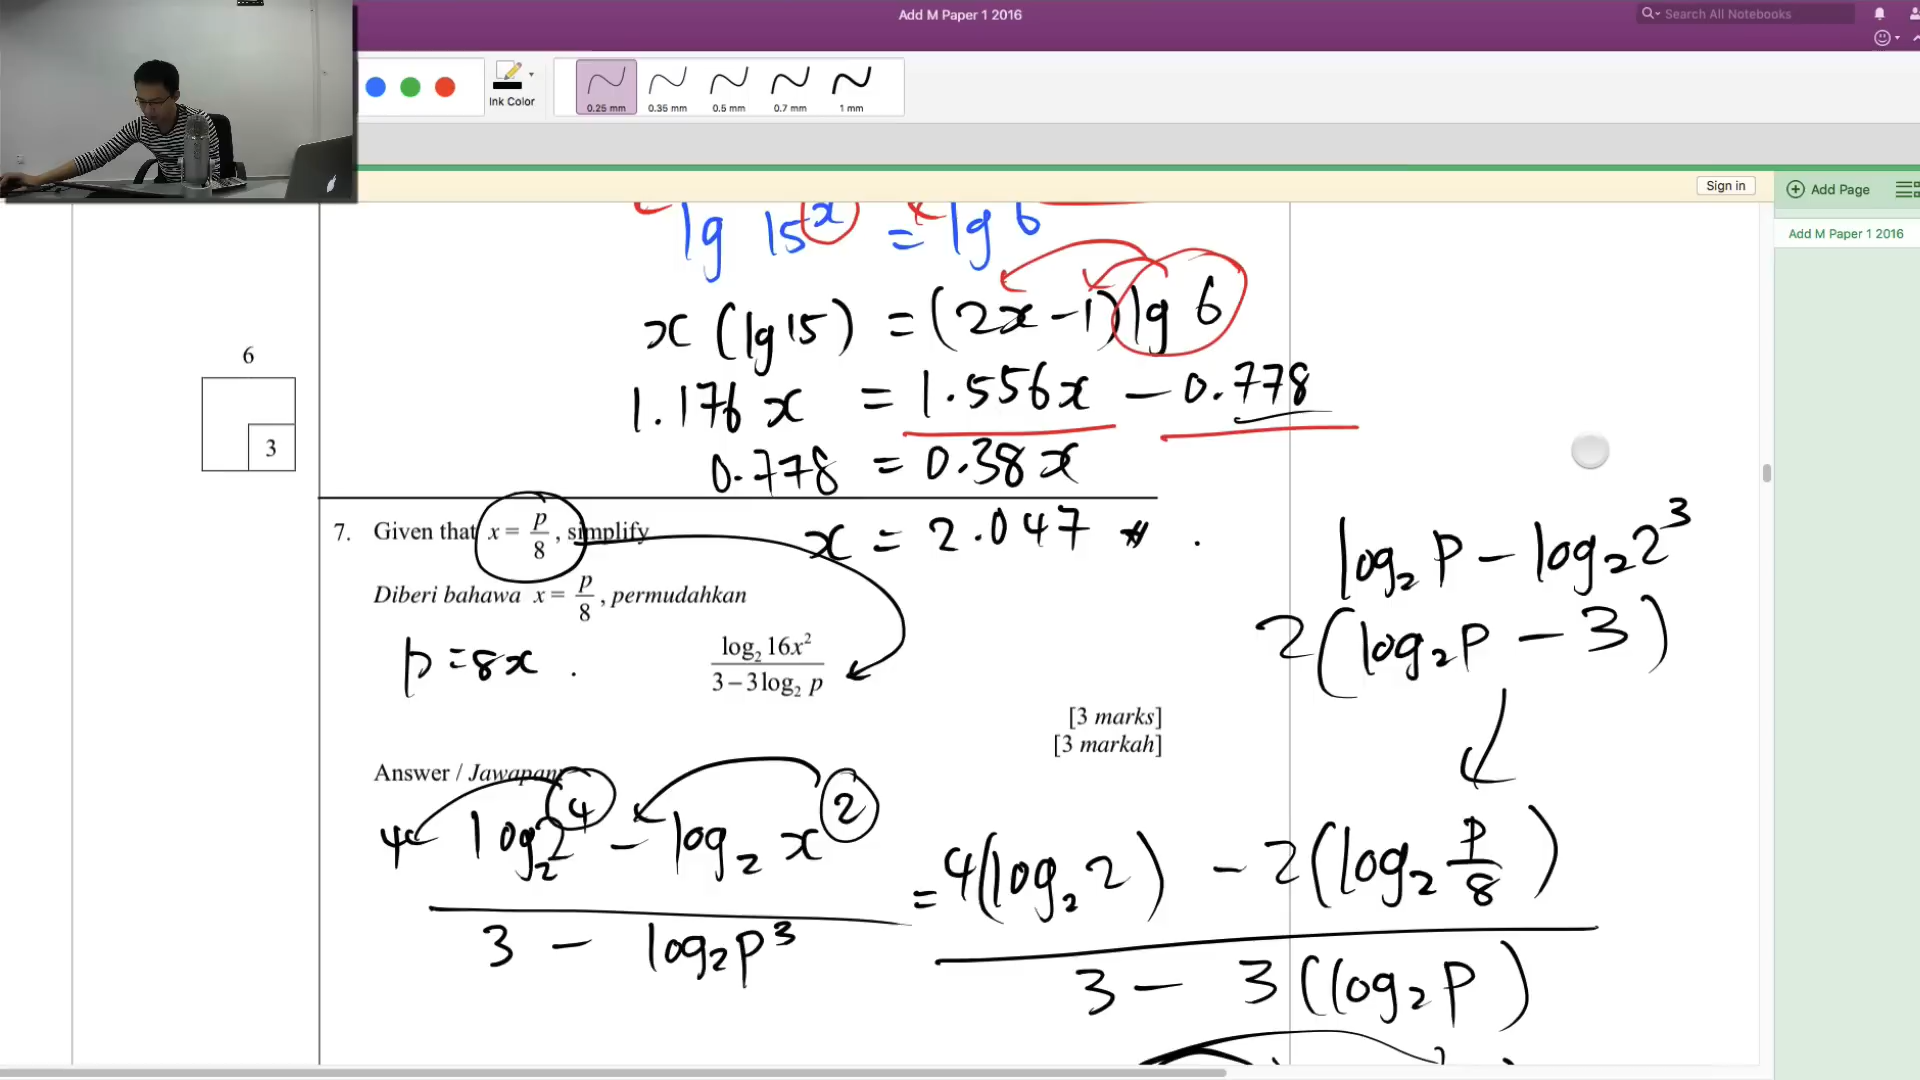 Add M Paper 1 2016
Search All Notebooks
Ink Color
0.25 mm 0.35 mm 0.5 mm 0.7 mm 1 mm
Sign in
Add Page
Add M Paper 1 2016
lg 15^x = lg 6
x (lg 15) = (2x - 1) lg 6
1.176x = 1.556x - 0.778
0.778 = 0.38x
x = 2.047
6
3
7. Given that x = p/8, simplify
Diberi bahawa x = p/8, permudahkan
p = 8x .
log₂ 16x²
3 – 3log₂ p
[3 marks]
[3 markah]
log₂ p - log₂ 2³
2(log₂ p - 3)
Answer / Jawapan:
4 log₂ 2⁴ - log₂ x²
3 - log₂ p³
= 4(log₂ 2) - 2(log₂ p/8)
3 - 3(log₂ p)